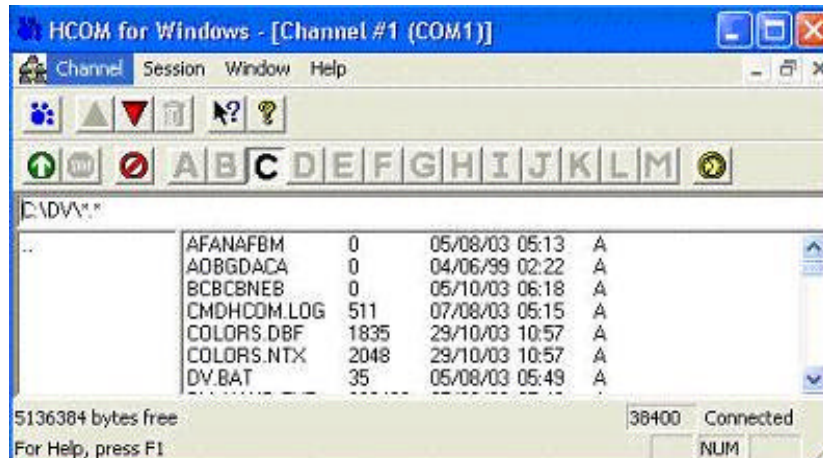 HCOM for Windows - [Channel #1 (COM1)]
Channel Session Window Help
A B C D E F G H I J K L M
C:\DV\*.*
..
AFANAFBM 0 05/08/03 05:13 A
AOBGDACA 0 04/06/99 02:22 A
BCBCBNEB 0 05/10/03 06:18 A
CMDHCOM.LOG 511 07/08/03 05:15 A
COLORS.DBF 1835 29/10/03 10:57 A
COLORS.NTX 2048 29/10/03 10:57 A
DV.BAT 35 05/08/03 05:49 A
5136384 bytes free 38400 Connected
For Help, press F1 NUM